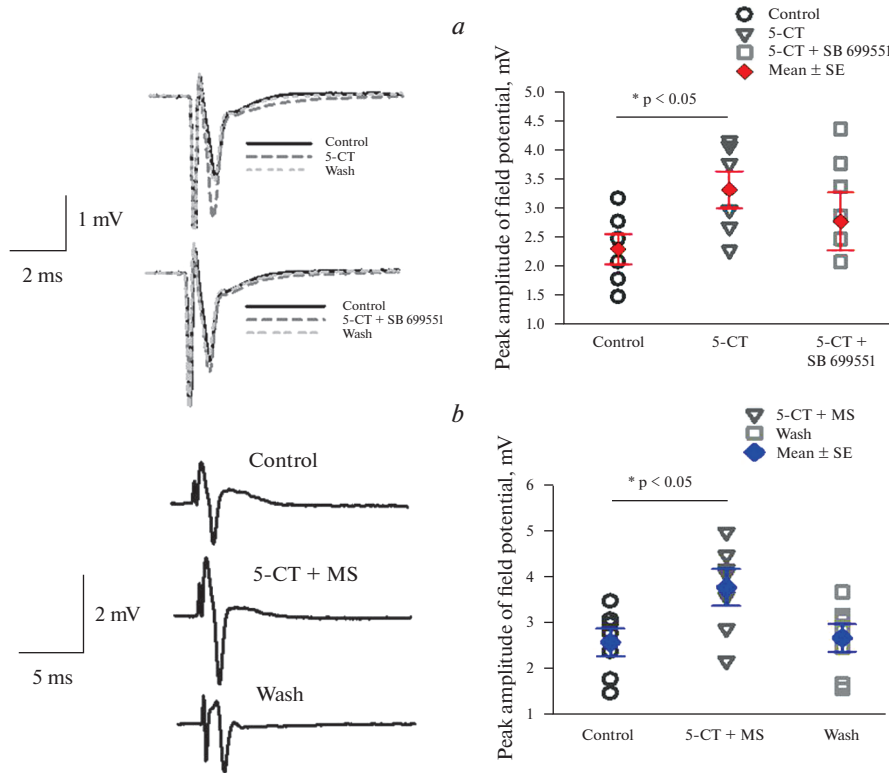 Control
5-CT
Wash
1 mV
2 ms
Control
5-CT + SB 699551
Wash
a
Control
5-CT
5-CT + SB 699551
Mean ± SE
Peak amplitude of field potential, mV
5.0
4.5
4.0
3.5
3.0
2.5
2.0
1.5
1.0
* p < 0.05
Control
5-CT
5-CT +
SB 699551
Control
5-CT + MS
Wash
2 mV
5 ms
b
5-CT + MS
Wash
Mean ± SE
Peak amplitude of field potential, mV
6
5
4
3
2
1
* p < 0.05
Control
5-CT + MS
Wash